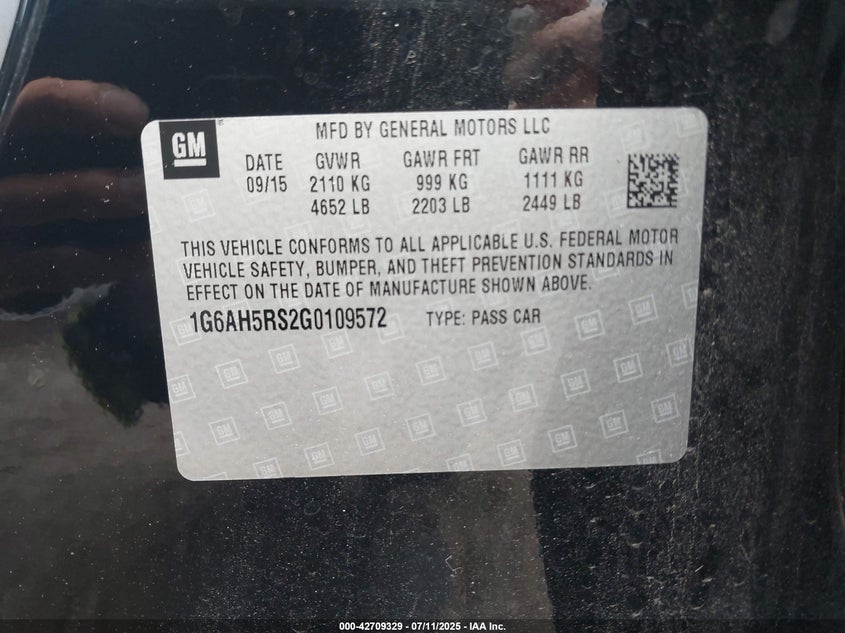 GM
MFD BY GENERAL MOTORS LLC
DATE GVWR GAWR FRT GAWR RR
09/15 2110 KG 999 KG 1111 KG
4652 LB 2203 LB 2449 LB
THIS VEHICLE CONFORMS TO ALL APPLICABLE U.S. FEDERAL MOTOR
VEHICLE SAFETY, BUMPER, AND THEFT PREVENTION STANDARDS IN
EFFECT ON THE DATE OF MANUFACTURE SHOWN ABOVE.
1G6AH5RS2G0109572 TYPE: PASS CAR
000-42709329 - 07/11/2025 - IAA Inc.